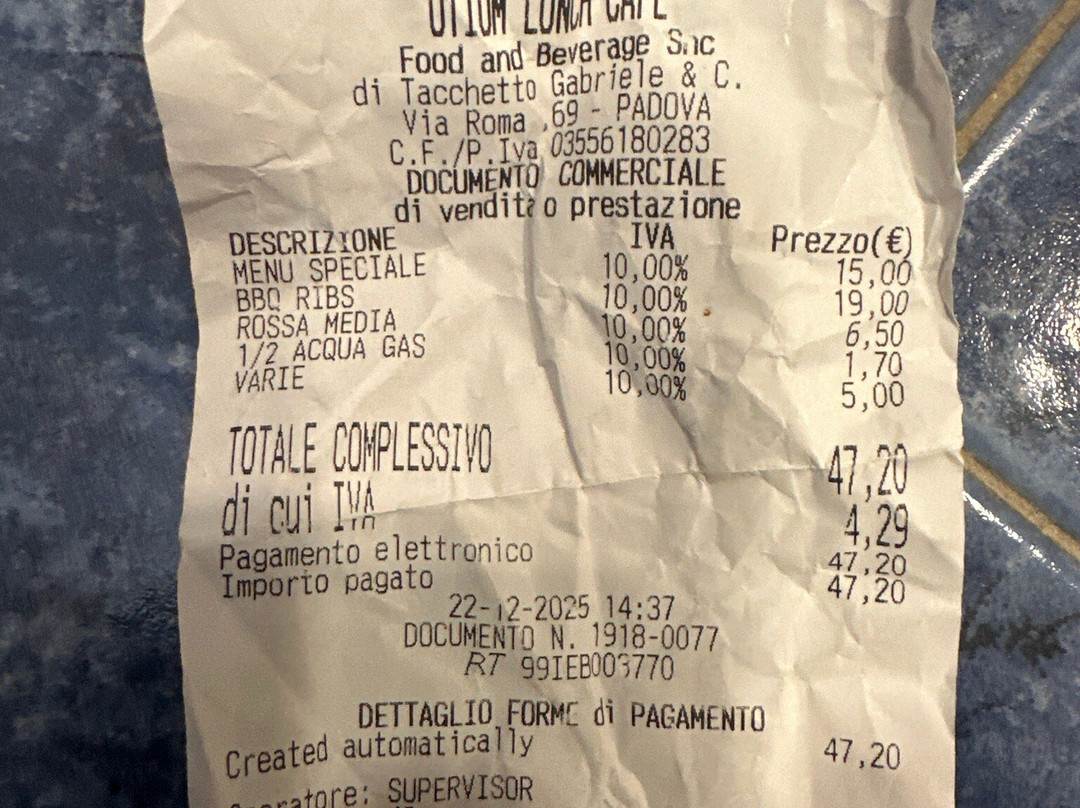 OTIUM LUNCH CAFE
Food and Beverage Snc
di Tacchetto Gabriele & C.
Via Roma ,69 - PADOVA
C.F./P.Iva 03556180283
DOCUMENTO COMMERCIALE
di vendita o prestazione
DESCRIZIONE IVA Prezzo(€)
MENU SPECIALE 10,00% 15,00
BBQ RIBS 10,00% 19,00
ROSSA MEDIA 10,00% 6,50
1/2 ACQUA GAS 10,00% 1,70
VARIE 10,00% 5,00
TOTALE COMPLESSIVO 47,20
di cui IVA 4,29
Pagamento elettronico 47,20
Importo pagato 47,20
22-12-2025 14:37
DOCUMENTO N. 1918-0077
RT 99IEB003770
DETTAGLIO FORME di PAGAMENTO
Created automatically 47,20
Operatore: SUPERVISOR